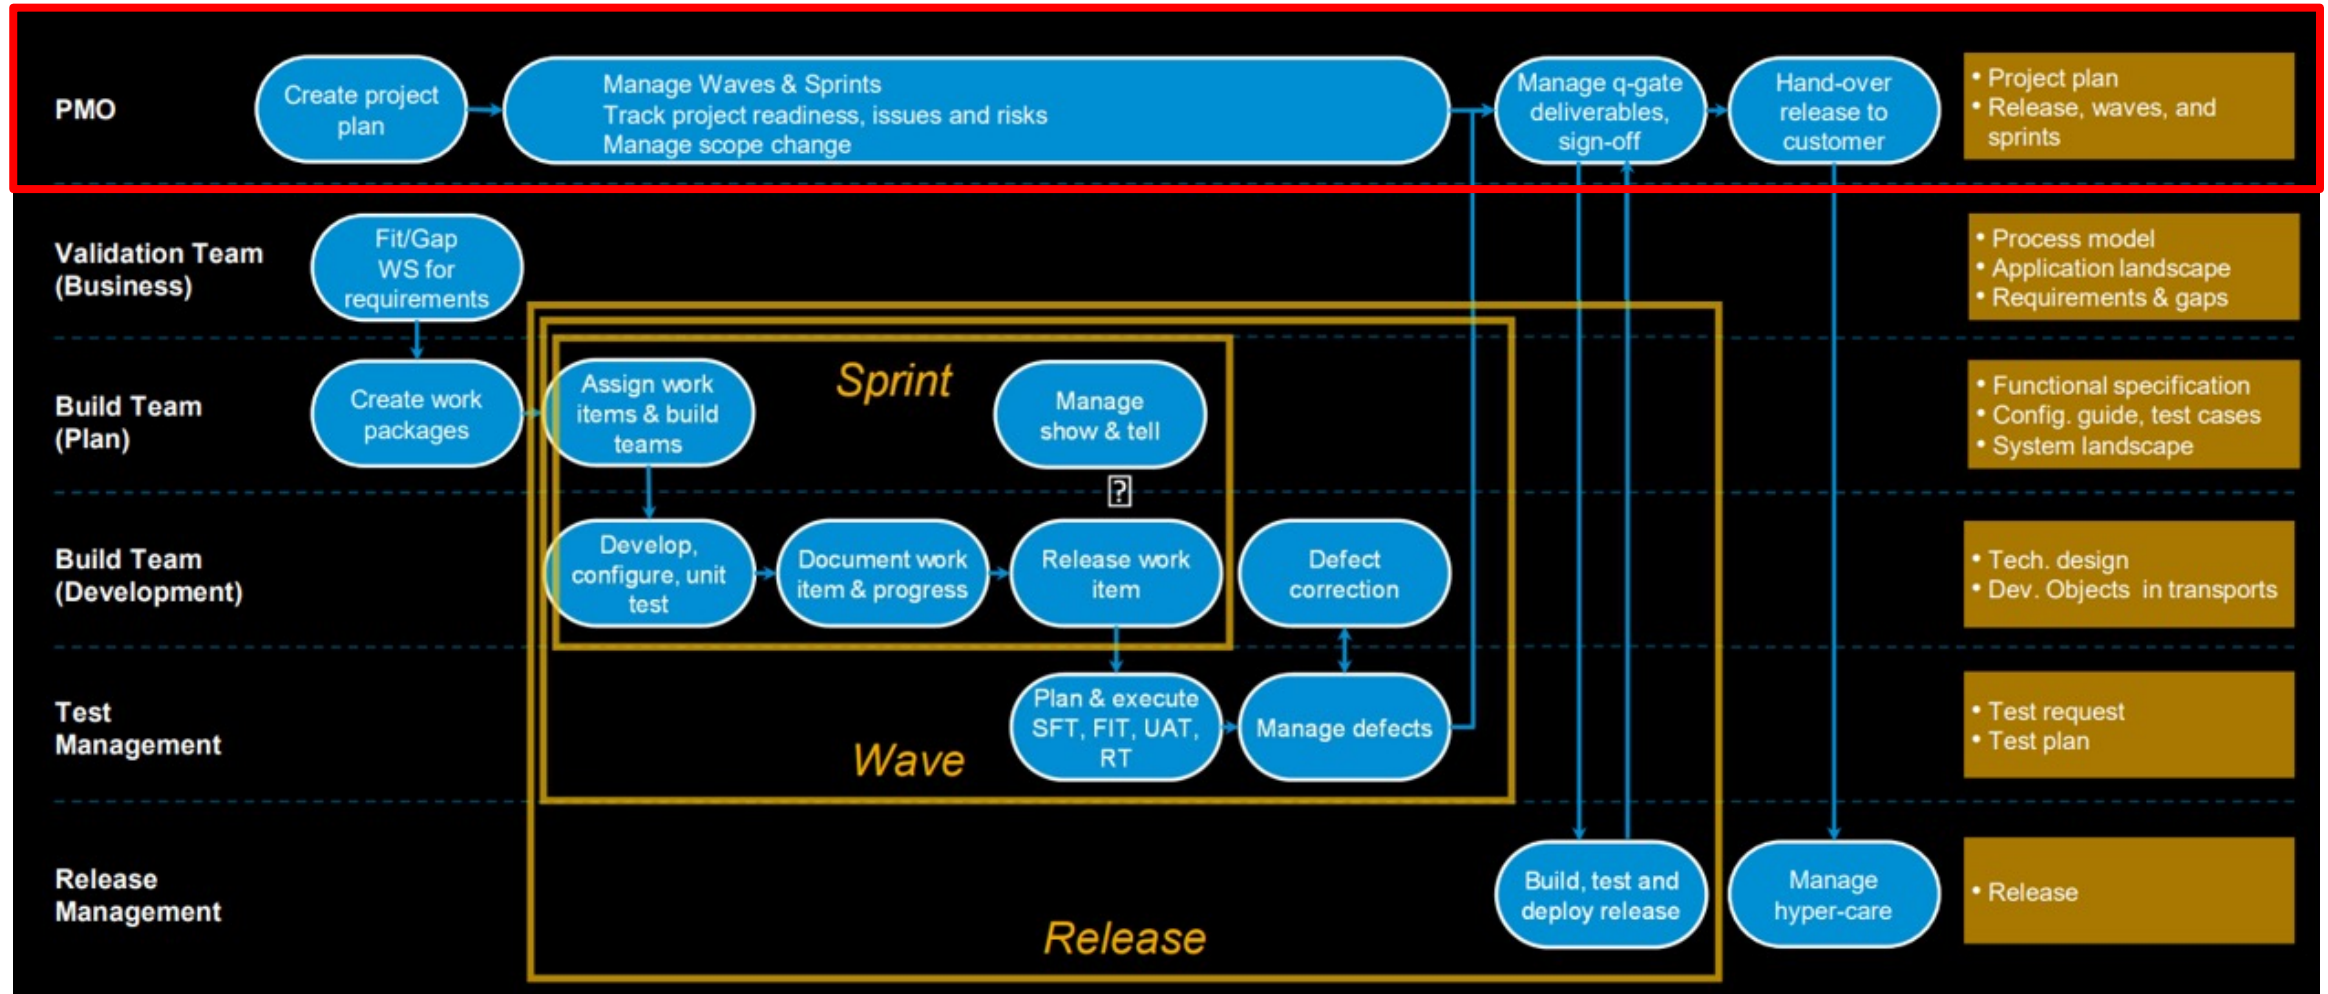 PMO
Create project
plan
Manage Waves & Sprints
Track project readiness, issues and risks
Manage scope change
Manage q-gate
deliverables,
sign-off
Hand-over
release to
customer
• Project plan
• Release, waves, and
sprints
Validation Team
(Business)
Fit/Gap
WS for
requirements
• Process model
• Application landscape
• Requirements & gaps
Build Team
(Plan)
Create work
packages
Assign work
items & build
teams
Sprint
Manage
show & tell
• Functional specification
• Config. guide, test cases
• System landscape
?
Build Team
(Development)
Develop,
configure, unit
test
Document work
item & progress
Release work
item
Defect
correction
• Tech. design
• Dev. Objects in transports
Test
Management
Wave
Plan & execute
SFT, FIT, UAT,
RT
Manage defects
• Test request
• Test plan
Release
Management
Release
Build, test and
deploy release
Manage
hyper-care
• Release